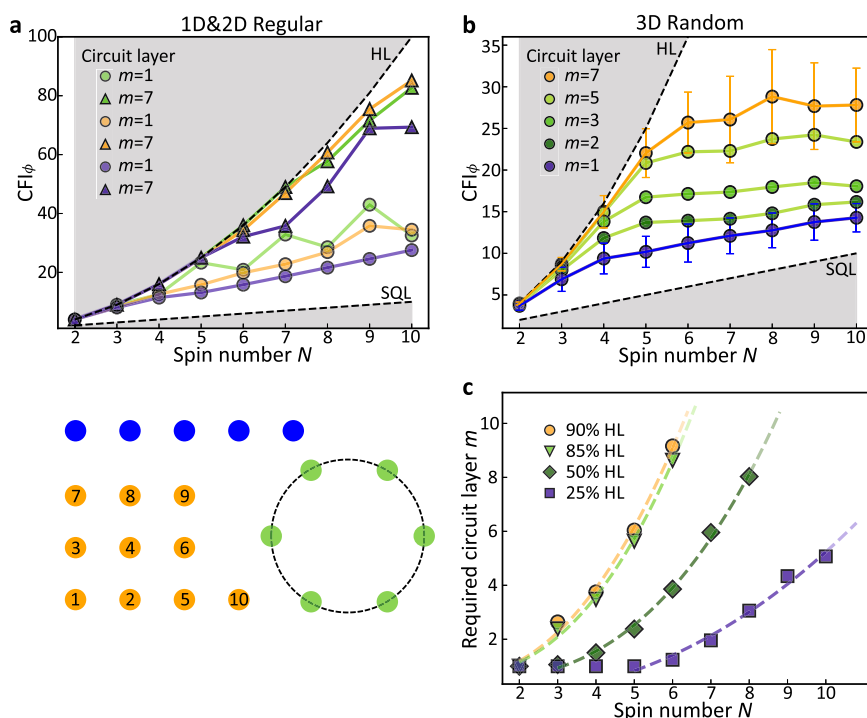 a
1D&2D Regular
100
80
60
40
20
CFIϕ
Circuit layer
m=1
m=7
m=1
m=7
m=1
m=7
HL
SQL
2 3 4 5 6 7 8 9 10
Spin number N
b
3D Random
35
30
25
20
15
10
5
CFIϕ
Circuit layer
m=7
m=5
m=3
m=2
m=1
HL
SQL
2 3 4 5 6 7 8 9 10
Spin number N
7 8 9
3 4 6
1 2 5 10
c
10
8
6
4
2
Required circuit layer m
90% HL
85% HL
50% HL
25% HL
2 3 4 5 6 7 8 9 10
Spin number N